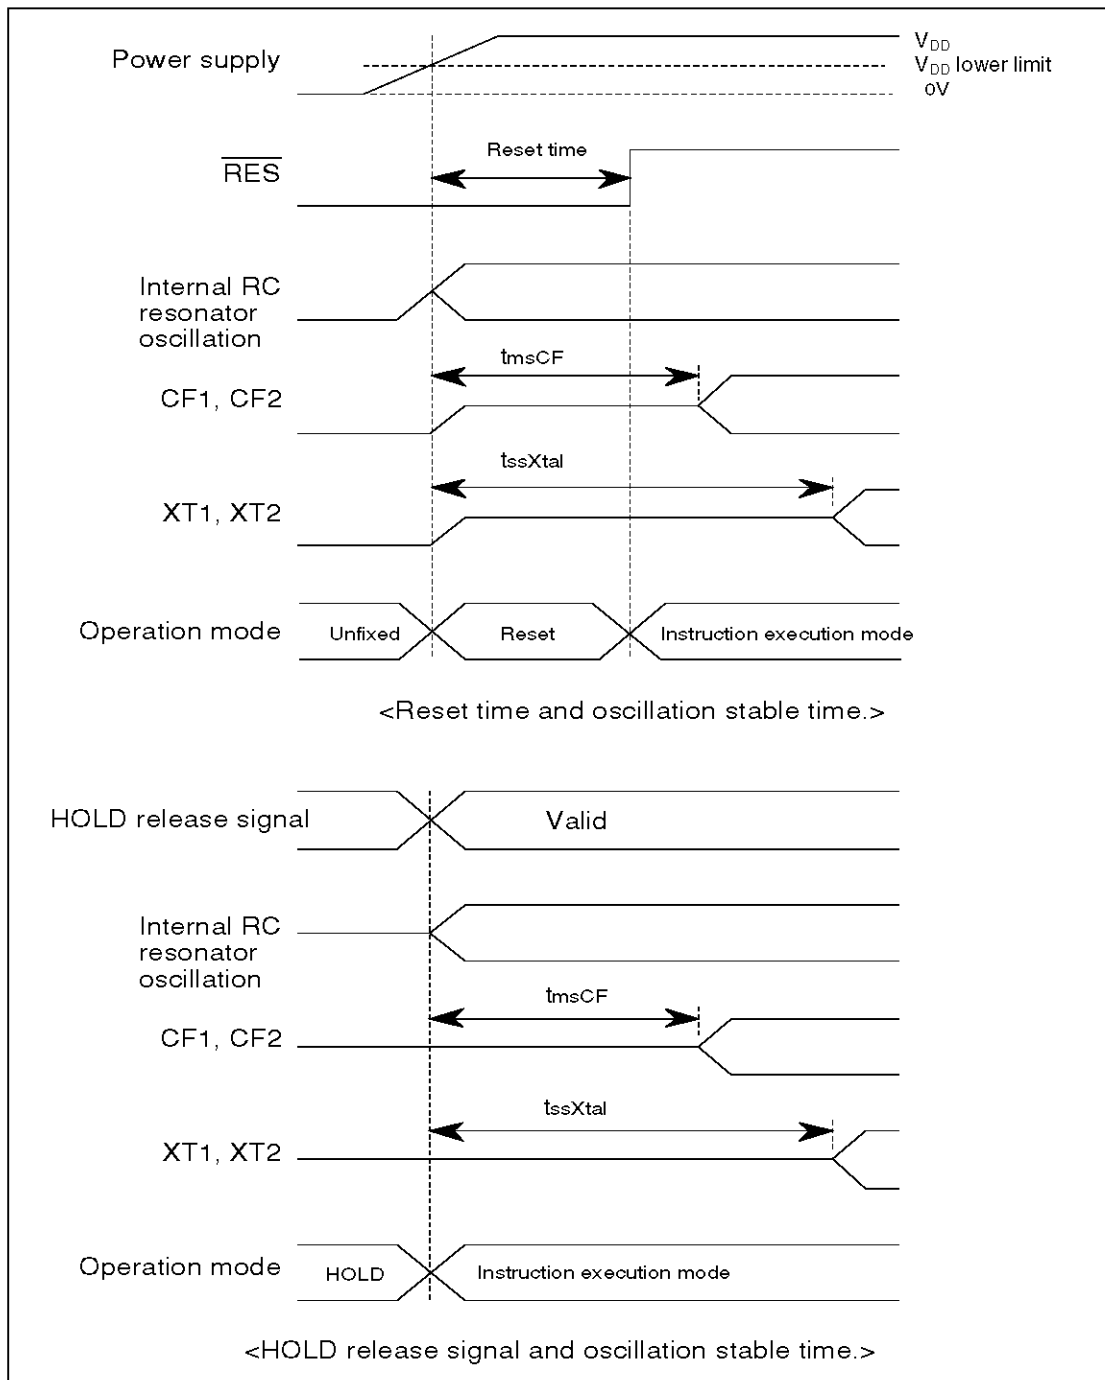 Power supply
VDD
VDD lower limit
0V
RES
Reset time
Internal RC
resonator
oscillation
tmsCF
CF1, CF2
tssXtal
XT1, XT2
Operation mode
Unfixed
Reset
Instruction execution mode
<Reset time and oscillation stable time.>
HOLD release signal
Valid
Internal RC
resonator
oscillation
tmsCF
CF1, CF2
tssXtal
XT1, XT2
Operation mode
HOLD
Instruction execution mode
<HOLD release signal and oscillation stable time.>